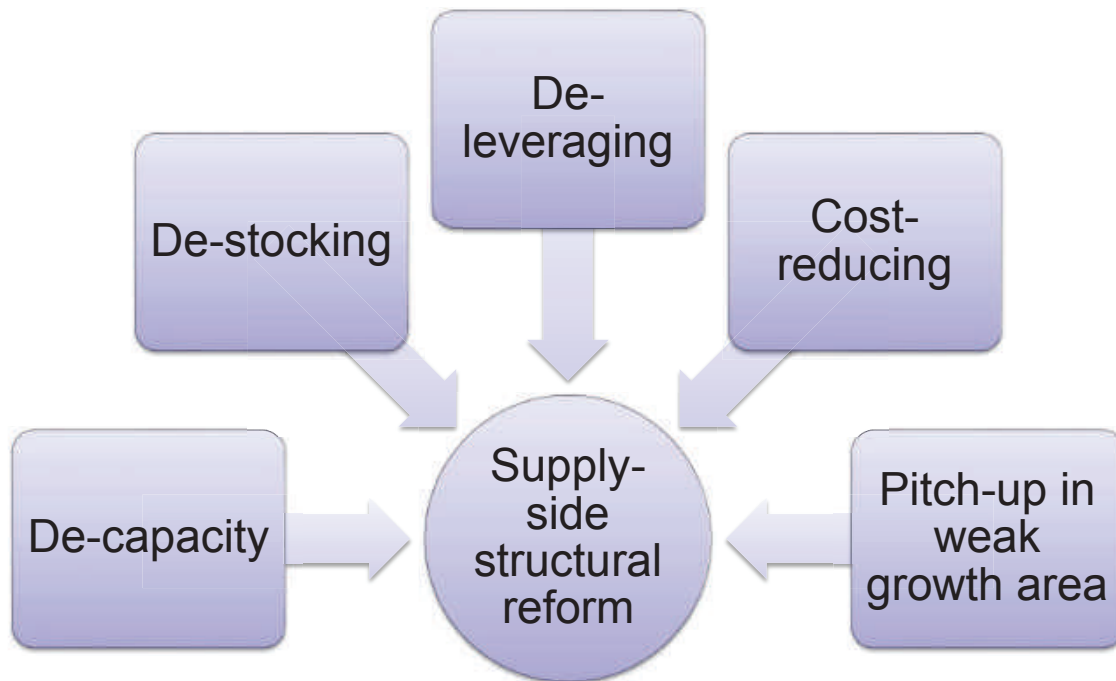 De-
leveraging
De-stocking
Cost-
reducing
De-capacity
Supply-
side
structural
reform
Pitch-up in
weak
growth area